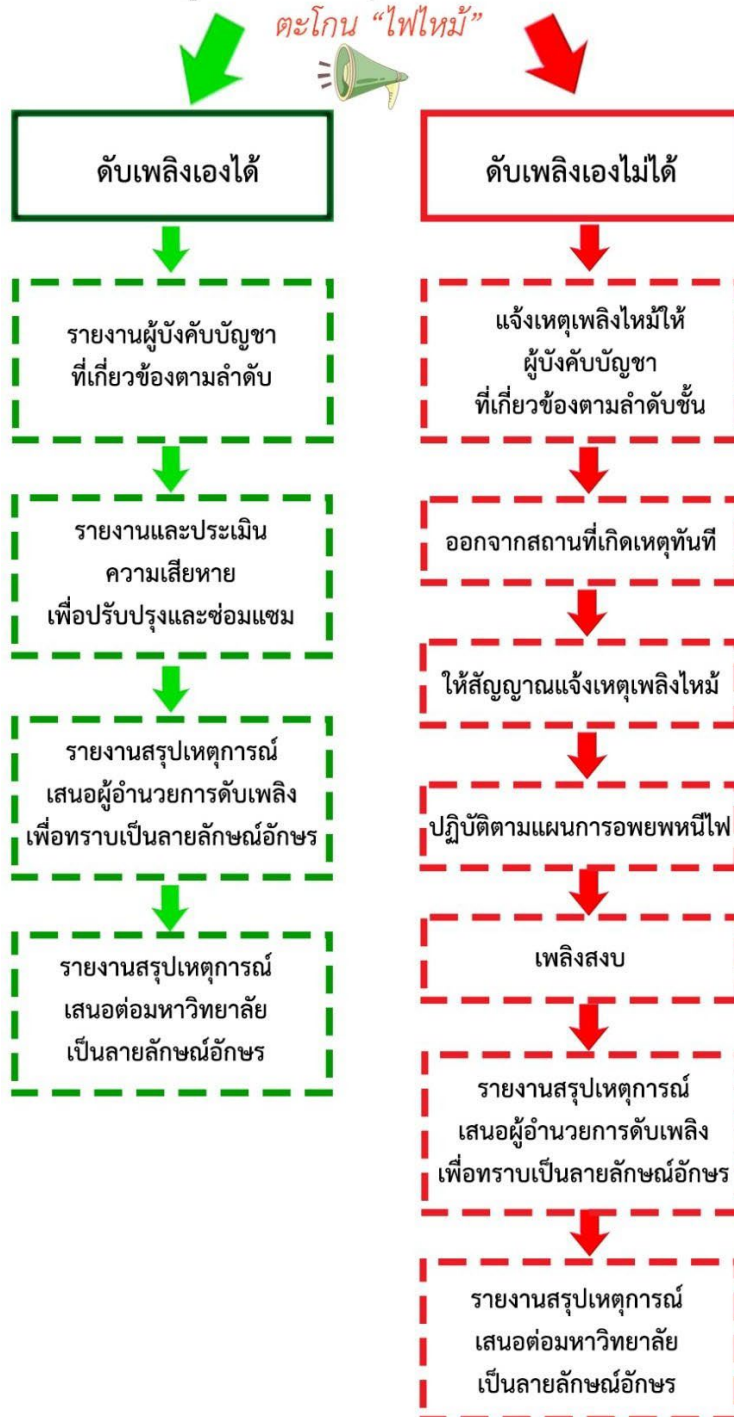 ตะโกน “ไฟไหม้”
ดับเพลิงเองได้
รายงานผู้บังคับบัญชา
ที่เกี่ยวข้องตามลำดับ
รายงานและประเมิน
ความเสียหาย
เพื่อปรับปรุงและซ่อมแซม
รายงานสรุปเหตุการณ์
เสนอผู้อำนวยการดับเพลิง
เพื่อทราบเป็นลายลักษณ์อักษร
รายงานสรุปเหตุการณ์
เสนอต่อมหาวิทยาลัย
เป็นลายลักษณ์อักษร
ดับเพลิงเองไม่ได้
แจ้งเหตุเพลิงไหม้ให้
ผู้บังคับบัญชา
ที่เกี่ยวข้องตามลำดับชั้น
ออกจากสถานที่เกิดเหตุทันที
ให้สัญญาณแจ้งเหตุเพลิงไหม้
ปฏิบัติตามแผนการอพยพหนีไฟ
เพลิงสงบ
รายงานสรุปเหตุการณ์
เสนอผู้อำนวยการดับเพลิง
เพื่อทราบเป็นลายลักษณ์อักษร
รายงานสรุปเหตุการณ์
เสนอต่อมหาวิทยาลัย
เป็นลายลักษณ์อักษร